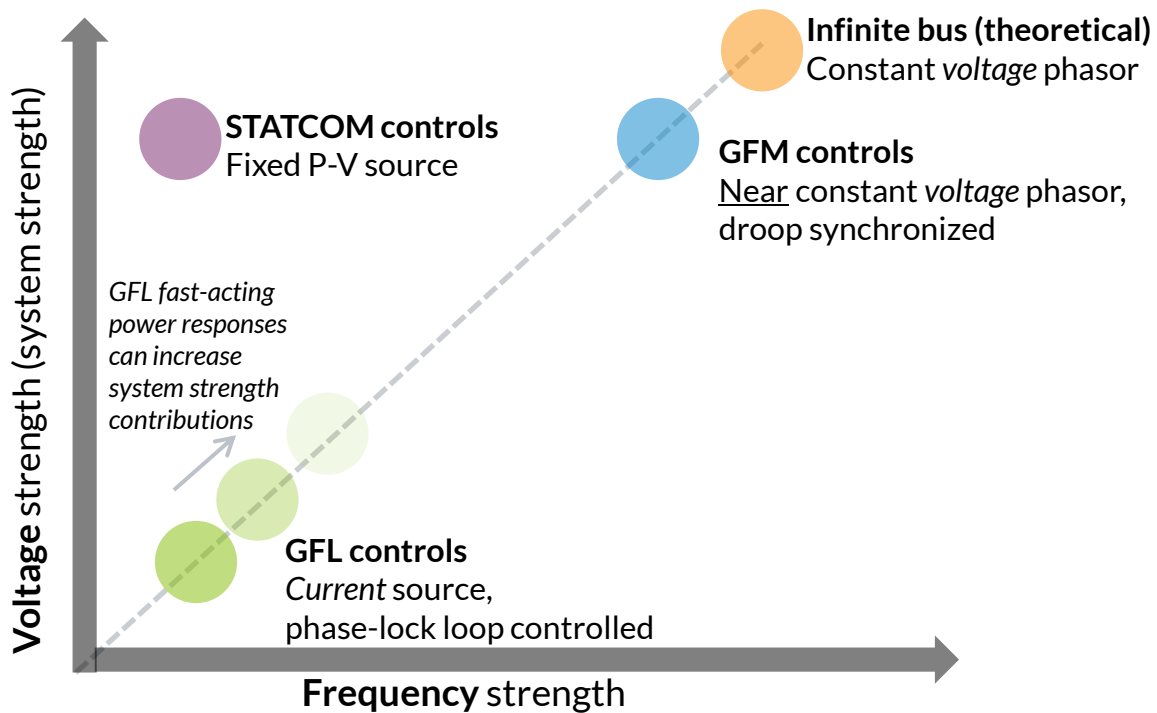 Infinite bus (theoretical)
Constant voltage phasor
STATCOM controls
Fixed P-V source
GFM controls
Near constant voltage phasor,
droop synchronized
GFL fast-acting
power responses
can increase
system strength
contributions
GFL controls
Current source,
phase-lock loop controlled
Voltage strength (system strength)
Frequency strength